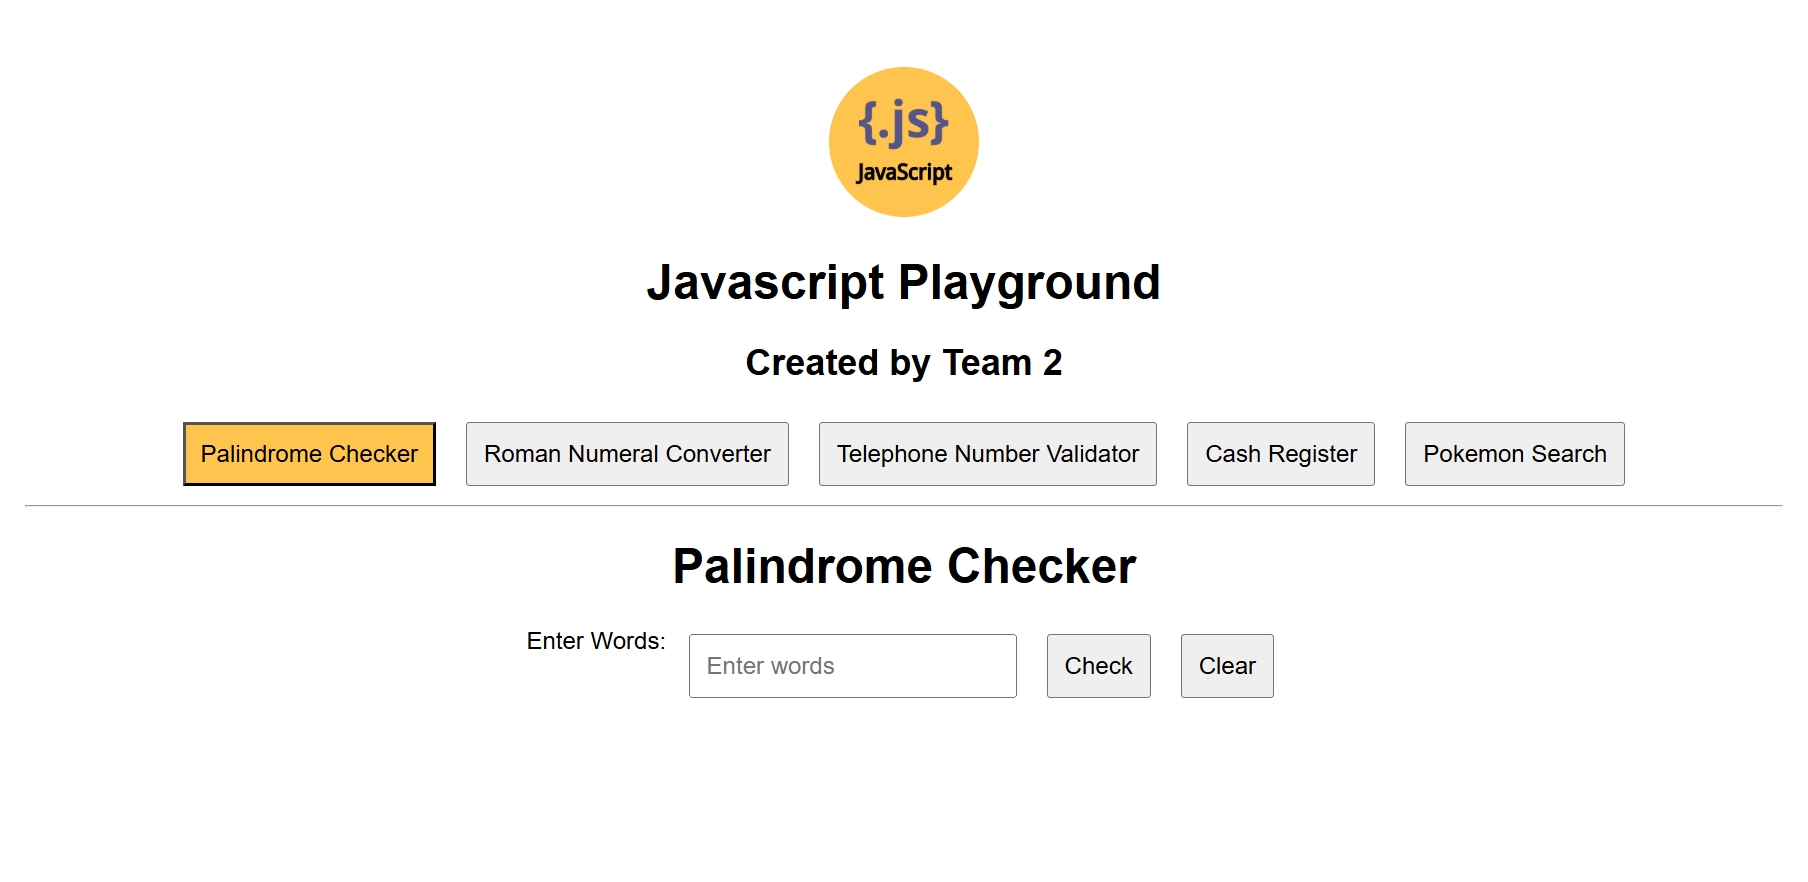 {.js}
JavaScript
Javascript Playground
Created by Team 2
Palindrome Checker Roman Numeral Converter Telephone Number Validator Cash Register Pokemon Search
Palindrome Checker
Enter Words: Enter words Check Clear